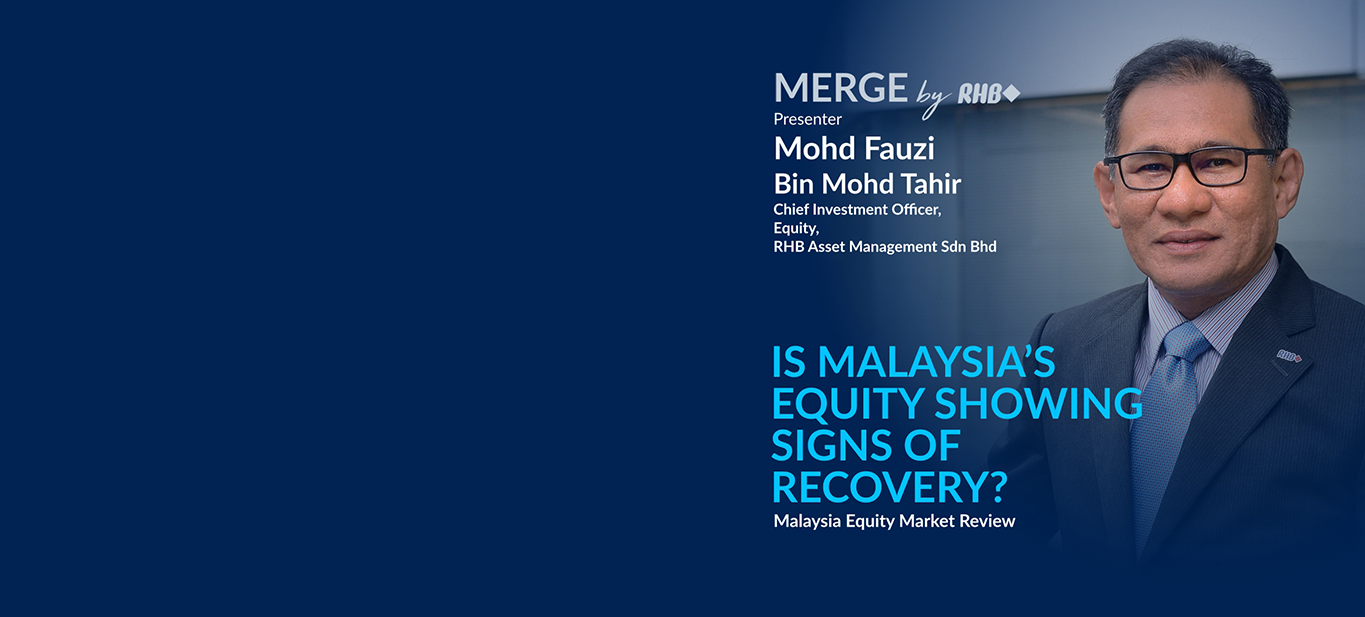 MERGE by RHB
Presenter
Mohd Fauzi
Bin Mohd Tahir
Chief Investment Officer,
Equity,
RHB Asset Management Sdn Bhd
RHB
IS MALAYSIA'S
EQUITY SHOWING
SIGNS OF
RECOVERY?
Malaysia Equity Market Review